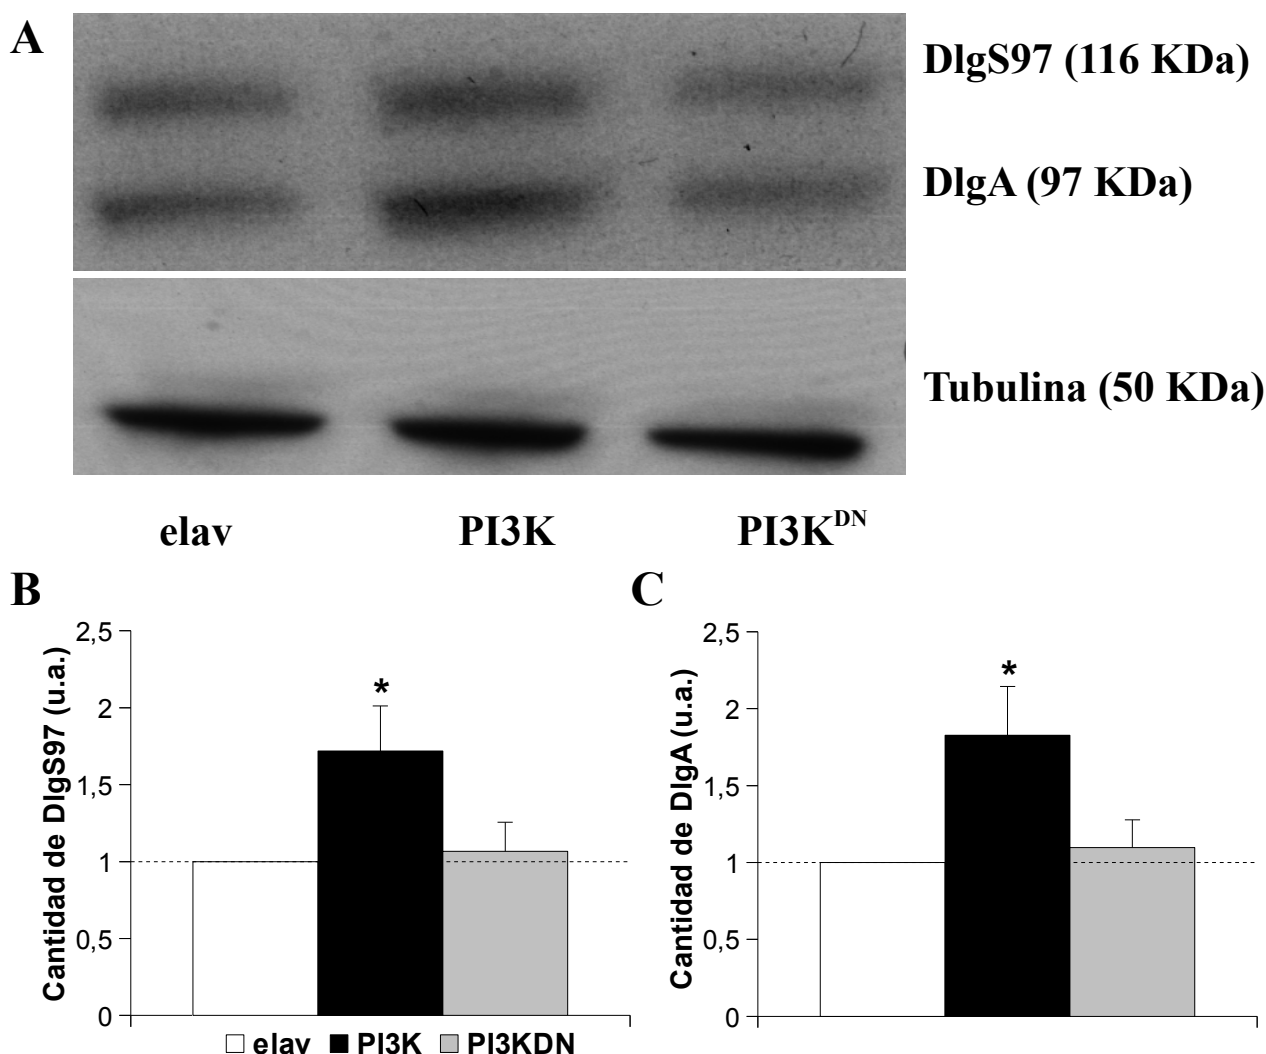 A
DlgS97 (116 KDa)
DlgA (97 KDa)
Tubulina (50 KDa)
elav PI3K PI3K^DN
B
Cantidad de DlgS97 (u.a.)
2,5
2
1,5
1
0,5
0
*
elav PI3K PI3KDN
C
Cantidad de DlgA (u.a.)
2,5
2
1,5
1
0,5
0
*